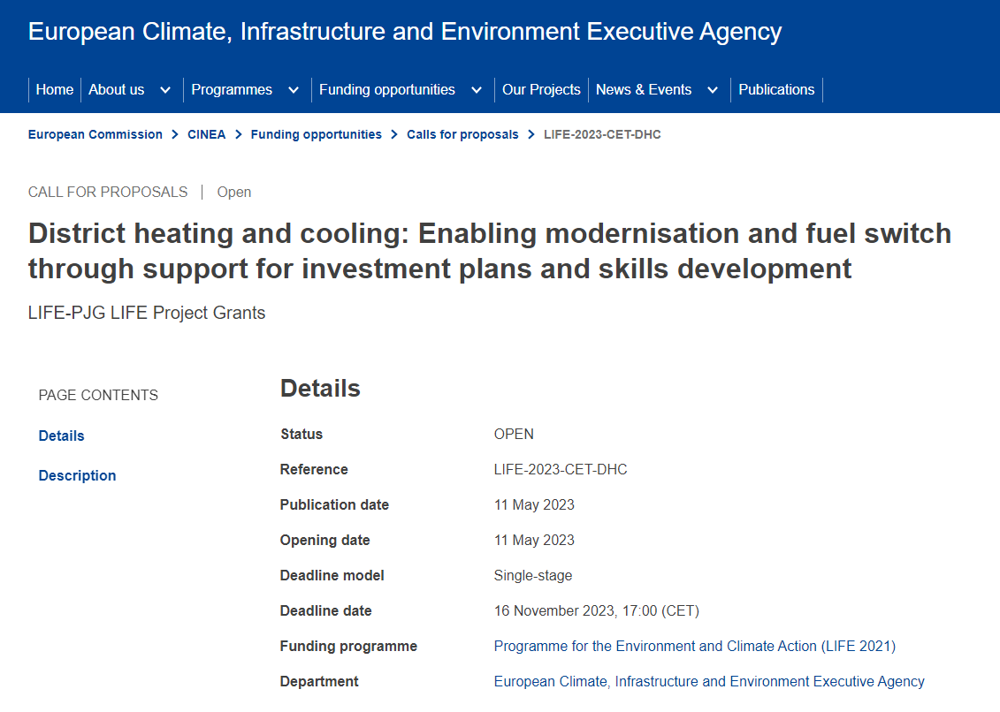 European Climate, Infrastructure and Environment Executive Agency
Home About us Programmes Funding opportunities Our Projects News & Events Publications
European Commission > CINEA > Funding opportunities > Calls for proposals > LIFE-2023-CET-DHC
CALL FOR PROPOSALS | Open
District heating and cooling: Enabling modernisation and fuel switch
through support for investment plans and skills development
LIFE-PJG LIFE Project Grants
PAGE CONTENTS
Details
Description
Details
Status OPEN
Reference LIFE-2023-CET-DHC
Publication date 11 May 2023
Opening date 11 May 2023
Deadline model Single-stage
Deadline date 16 November 2023, 17:00 (CET)
Funding programme Programme for the Environment and Climate Action (LIFE 2021)
Department European Climate, Infrastructure and Environment Executive Agency